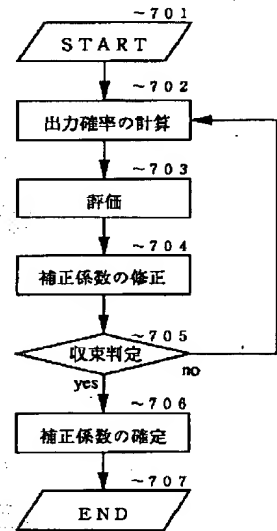 ~701
START
~702
出力確率の計算
~703
評価
~704
補正係数の修正
~705
収束判定
yes
no
~706
補正係数の確定
~707
END